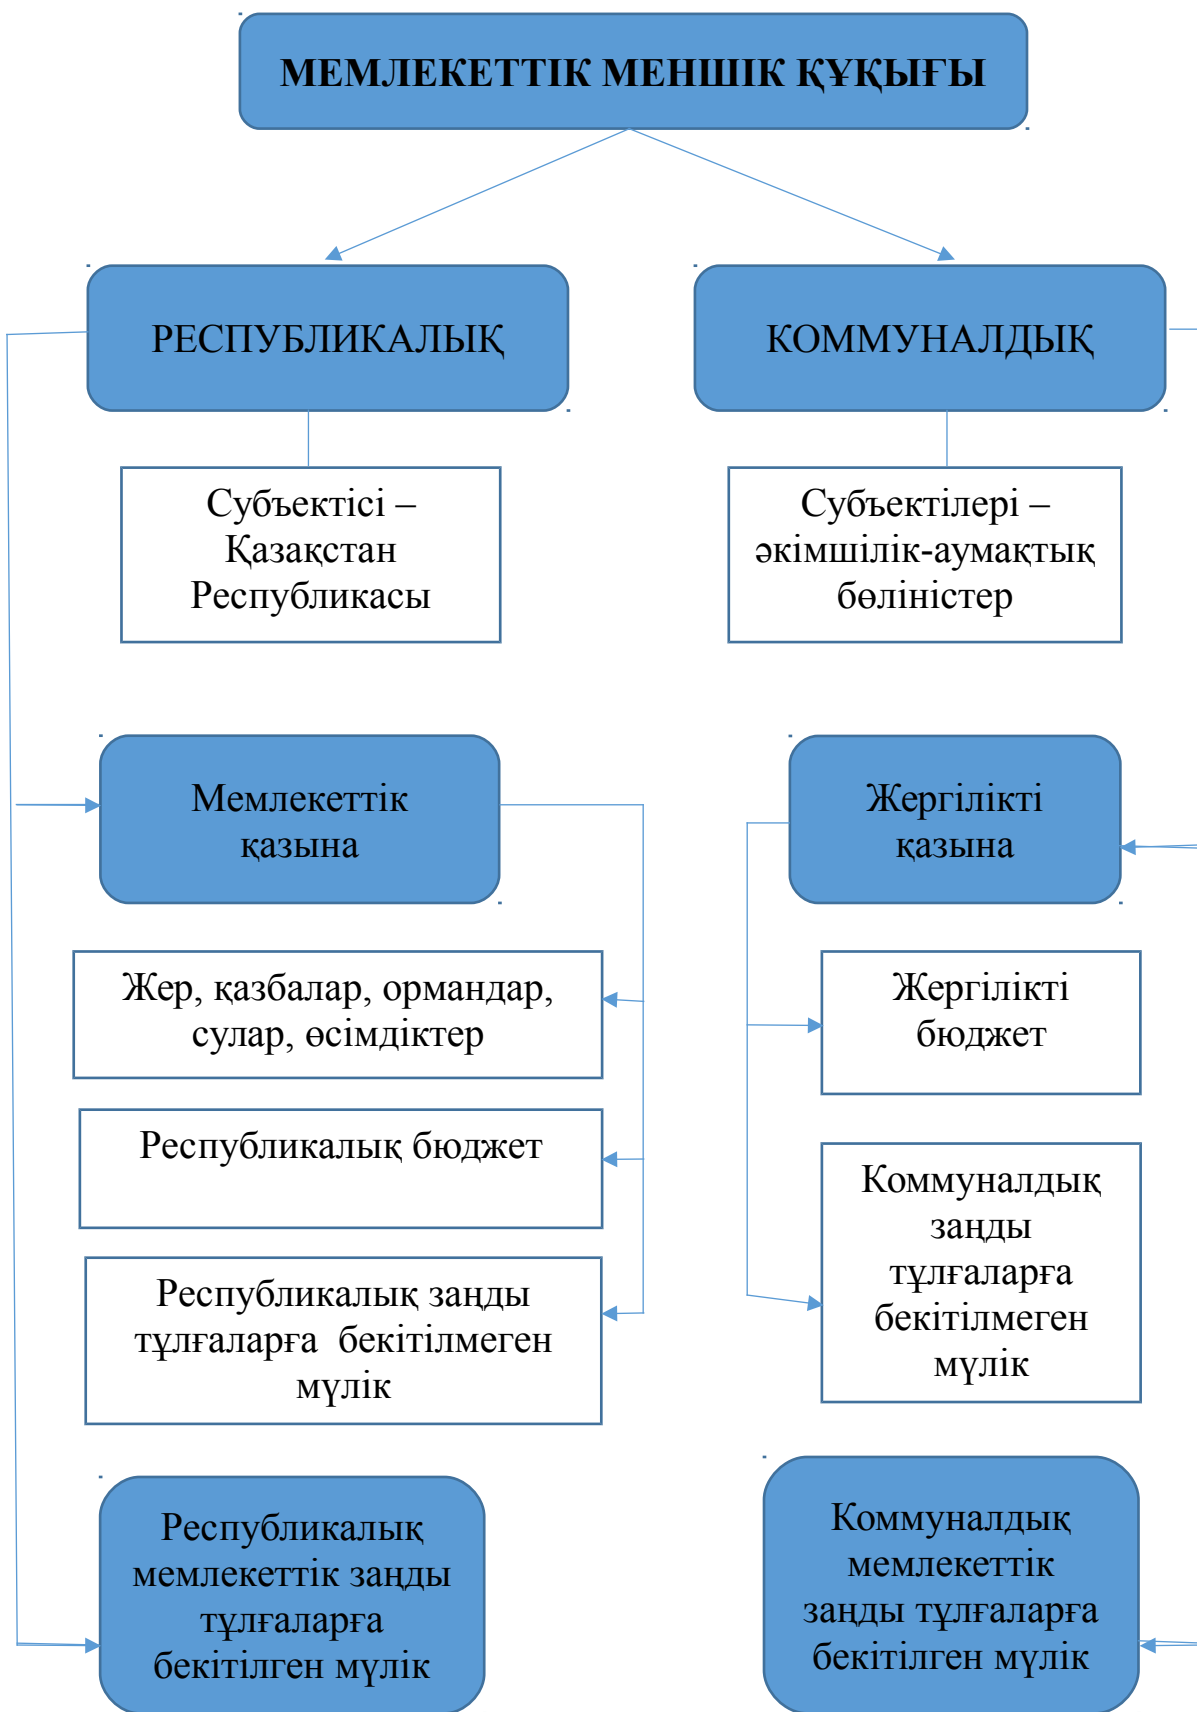 МЕМЛЕКЕТТІК МЕНШІК ҚҰҚЫҒЫ
РЕСПУБЛИКАЛЫҚ
КОММУНАЛДЫҚ
Субъектісі –
Қазақстан
Республикасы
Субъектілері –
әкімшілік-аумақтық
бөліністер
Мемлекеттік
қазына
Жергілікті
қазына
Жер, қазбалар, ормандар,
сулар, өсімдіктер
Жергілікті
бюджет
Республикалық бюджет
Коммуналдық
заңды
тұлғаларға
бекітілмеген
мүлік
Республикалық заңды
тұлғаларға  бекітілмеген
мүлік
Республикалық
мемлекеттік заңды
тұлғаларға
бекітілген мүлік
Коммуналдық
мемлекеттік
заңды тұлғаларға
бекітілген мүлік